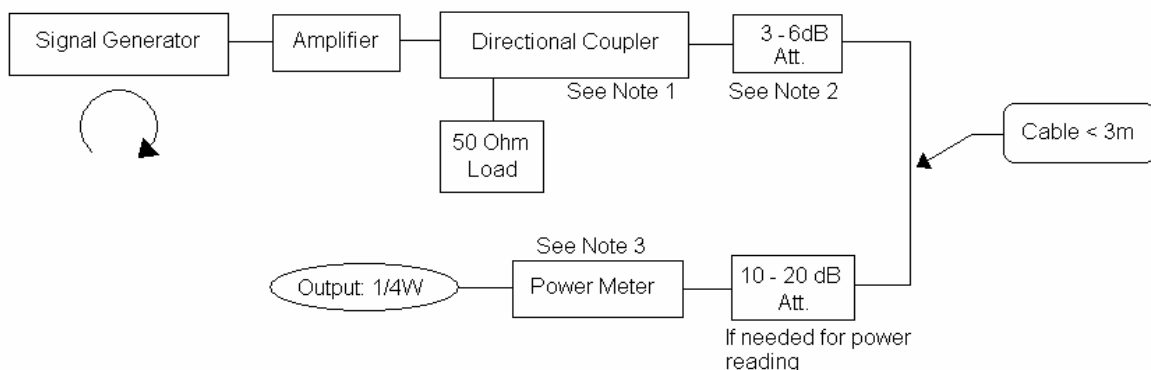 Signal Generator
Amplifier
Directional Coupler
3 - 6dB
Att.
See Note 1
See Note 2
50 Ohm
Load
Cable < 3m
See Note 3
Output: 1/4W
Power Meter
10 - 20 dB
Att.
If needed for power
reading